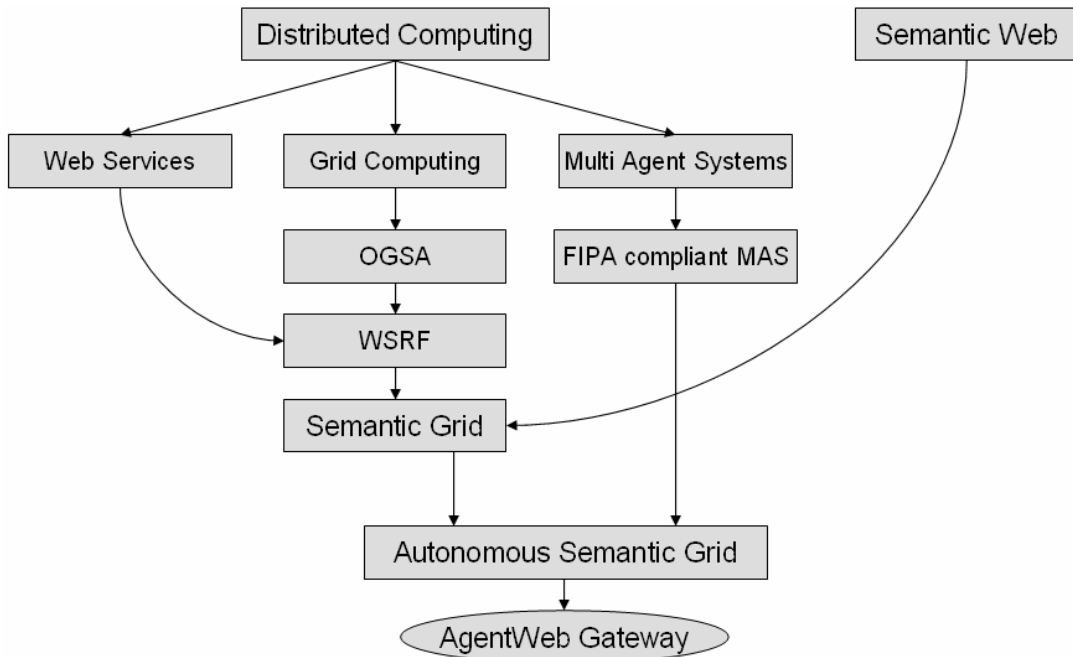 Distributed Computing
Semantic Web
Web Services
Grid Computing
Multi Agent Systems
OGSA
FIPA compliant MAS
WSRF
Semantic Grid
Autonomous Semantic Grid
AgentWeb Gateway